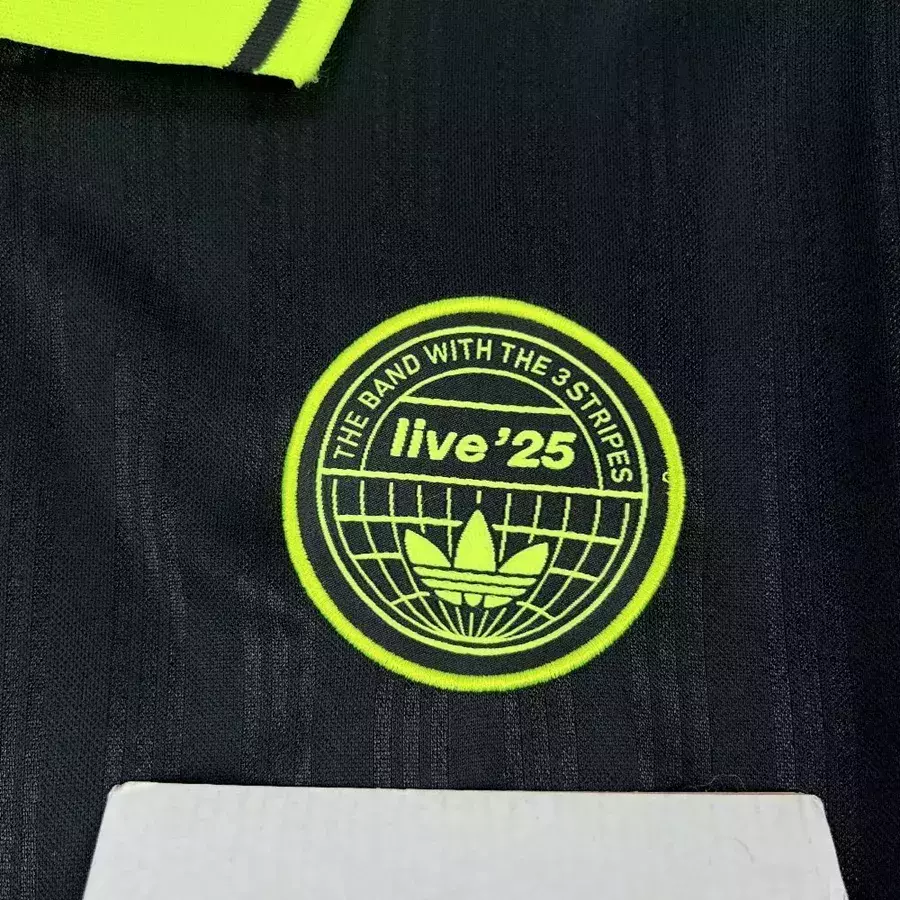 THE BAND WITH THE 3 STRIPES
live '25